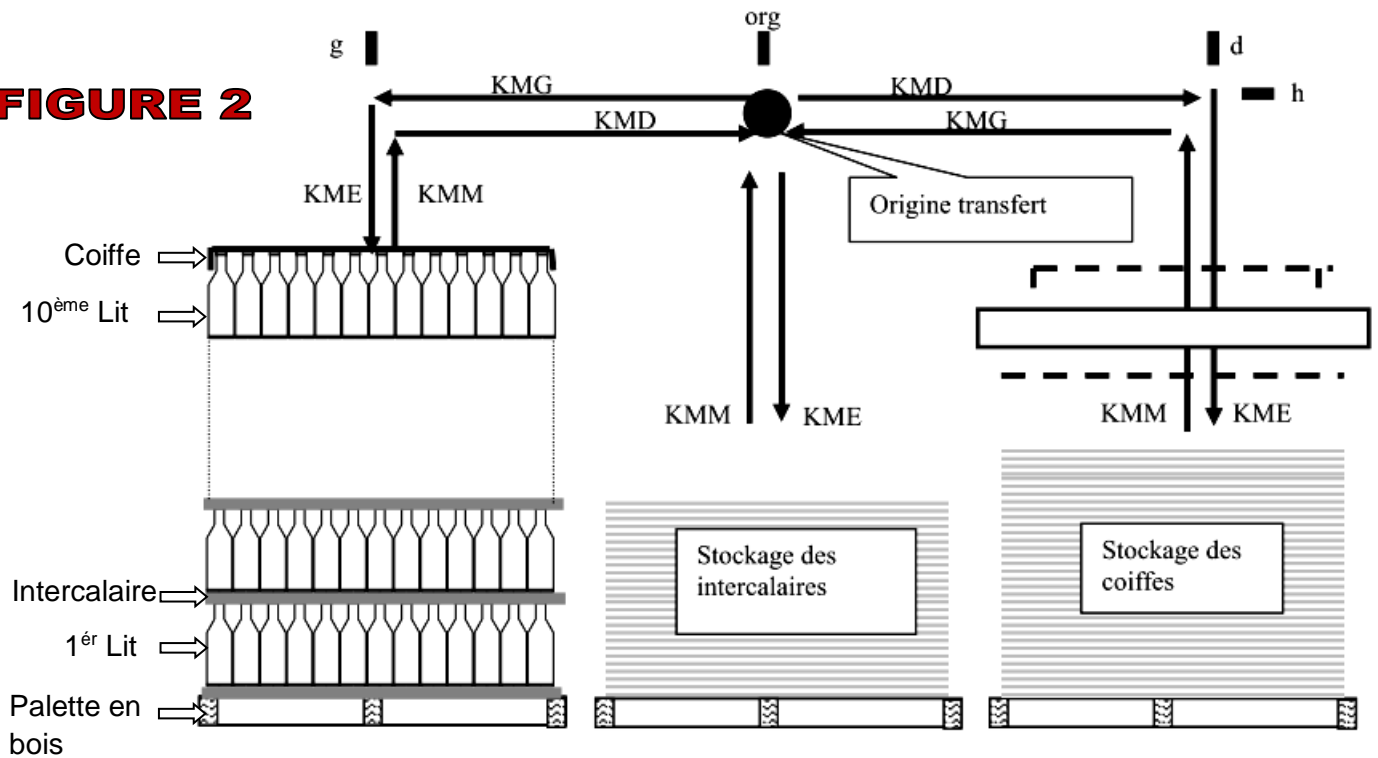 org
g
d
FIGURE 2
KMG
KMD
h
KMD
KMG
KME
KMM
Origine transfert
Coiffe
10ème Lit
KMM
KME
KMM
KME
Stockage des
intercalaires
Stockage des
coiffes
Intercalaire
1ér Lit
Palette en
bois